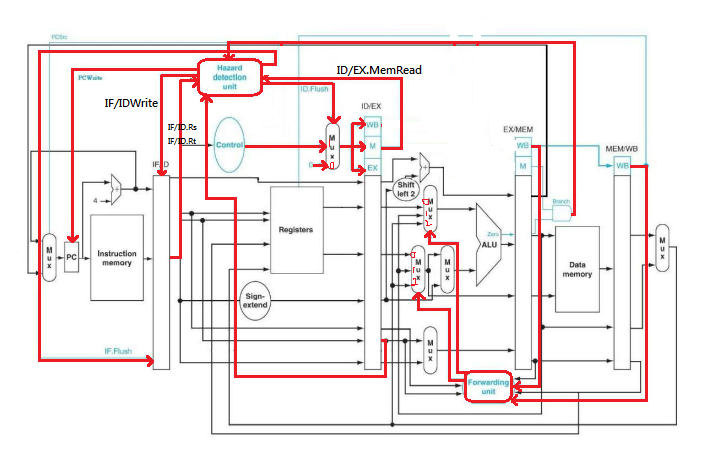 PCSrc
Hazard
detection
unit
ID/EX.MemRead
PCWrite
ID.Flush
IF/IDWrite
ID/EX
IF/ID.Rs
IF/ID.Rt
Control
M
u
x
0
WB
M
EX
EX/MEM
WB
M
MEM/WB
WB
IF/ID
4
+
Shift
left 2
+
Branch
M
u
x
PC
Instruction
memory
Registers
M
u
x
Zero
ALU
M
u
x
M
u
x
Data
memory
M
u
x
Sign-
extend
IF.Flush
M
u
x
Forwarding
unit